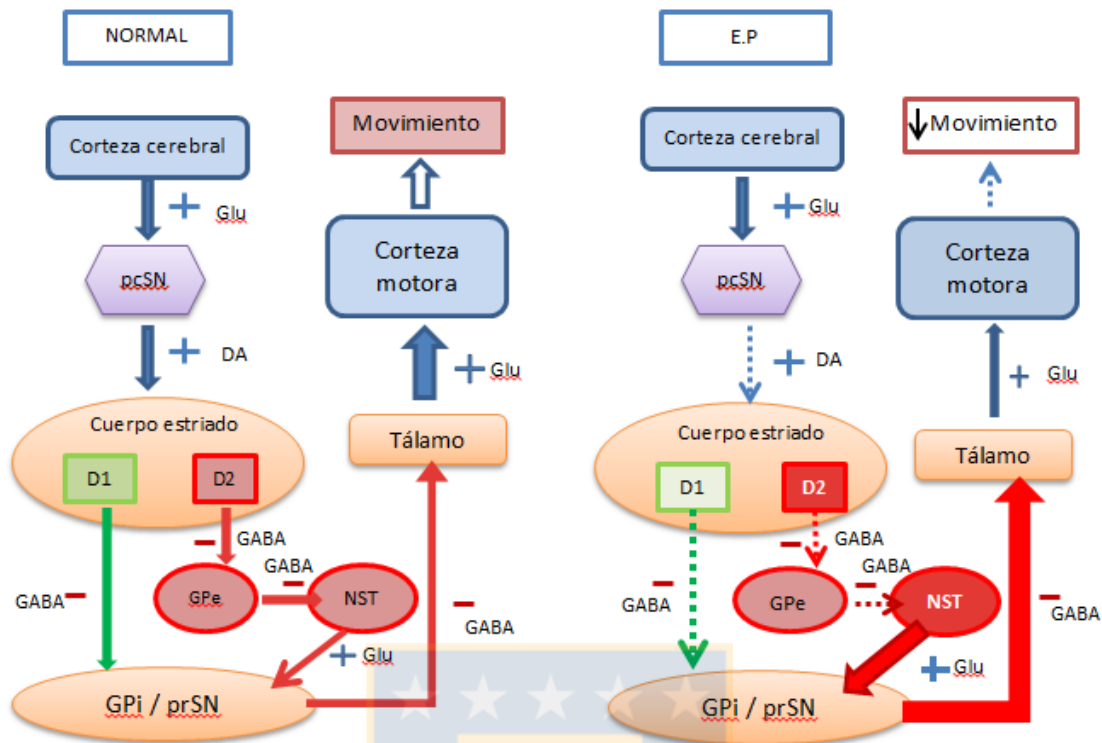 NORMAL
Corteza cerebral
+ Glu
pcSN
+ DA
Cuerpo estriado
D1
D2
− GABA
GABA −
GPe
GABA −
NST
+ Glu
GPi / prSN
− GABA
Tálamo
+ Glu
Corteza
motora
Movimiento
E.P
Corteza cerebral
+ Glu
pcSN
+ DA
Cuerpo estriado
D1
D2
− GABA
− GABA
GPe
GABA −
NST
+ Glu
GPi / prSN
− GABA
Tálamo
+ Glu
Corteza
motora
↓ Movimiento